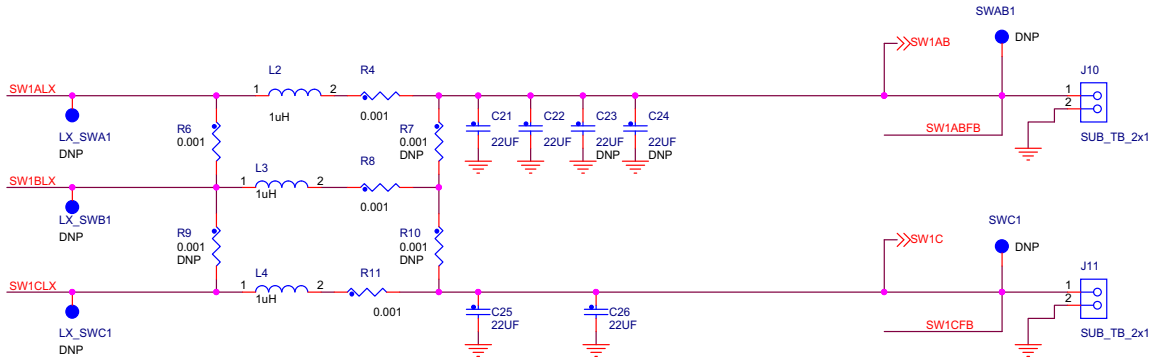 SWAB1
DNP
SW1AB
L2
R4
J10
SW1ALX
1
2
1
2
1uH
0.001
LX_SWA1
DNP
R6
0.001
R7
0.001
DNP
C21
22UF
C22
22UF
C23
22UF
DNP
C24
22UF
DNP
SW1ABFB
SUB_TB_2x1
L3
R8
SW1BLX
1
2
1uH
0.001
LX_SWB1
DNP
R9
0.001
DNP
R10
0.001
DNP
SWC1
DNP
SW1C
L4
R11
J11
SW1CLX
1
2
1
2
1uH
0.001
LX_SWC1
DNP
C25
22UF
C26
22UF
SW1CFB
SUB_TB_2x1